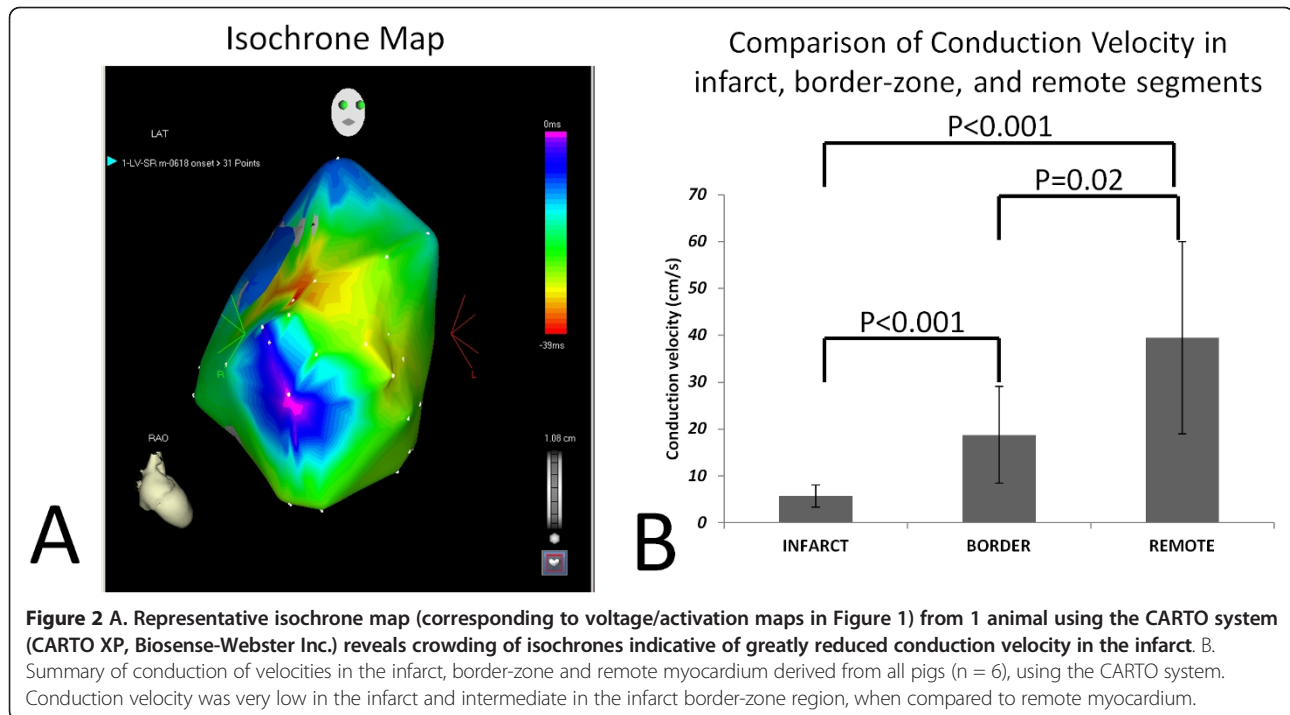 Isochrone Map
LAT
1-LV-SR m-0618 onset > 31 Points
0ms
-39ms
R
L
RAO
1.08 cm
A
Comparison of Conduction Velocity in
infarct, border-zone, and remote segments
P<0.001
P=0.02
P<0.001
Conduction velocity (cm/s)
70
60
50
40
30
20
10
0
INFARCT
BORDER
REMOTE
B
Figure 2 A. Representative isochrone map (corresponding to voltage/activation maps in Figure 1) from 1 animal using the CARTO system
(CARTO XP, Biosense-Webster Inc.) reveals crowding of isochrones indicative of greatly reduced conduction velocity in the infarct. B.
Summary of conduction of velocities in the infarct, border-zone and remote myocardium derived from all pigs (n = 6), using the CARTO system.
Conduction velocity was very low in the infarct and intermediate in the infarct border-zone region, when compared to remote myocardium.